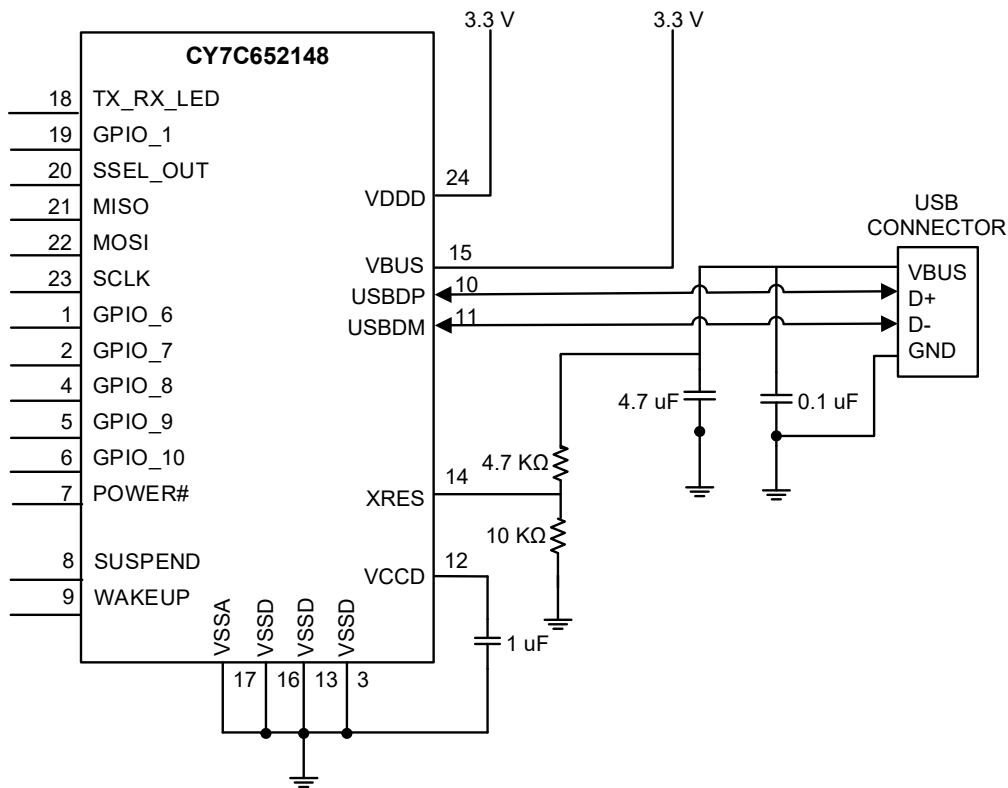 3.3 V
3.3 V
CY7C652148
18 TX_RX_LED
19 GPIO_1
20 SSEL_OUT
21 MISO
22 MOSI
23 SCLK
1 GPIO_6
2 GPIO_7
4 GPIO_8
5 GPIO_9
6 GPIO_10
7 POWER#
8 SUSPEND
9 WAKEUP
VDDD 24
VBUS 15
USBDP 10
USBDM 11
XRES 14
VCCD 12
VSSA
VSSD
VSSD
VSSD
17
16
13
3
1 uF
4.7 KΩ
10 KΩ
4.7 uF
0.1 uF
USB
CONNECTOR
VBUS
D+
D-
GND